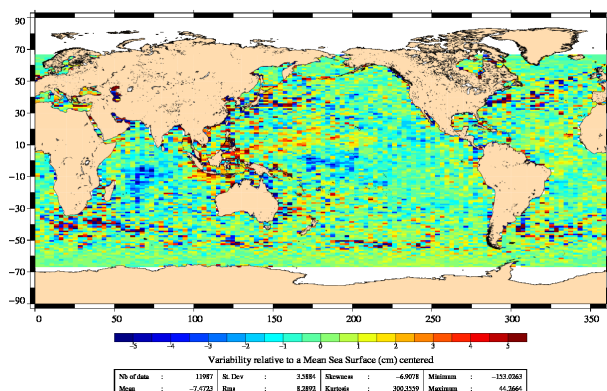 90
70
50
30
10
−10
−30
−50
−70
−90
0 50 100 150 200 250 300 350
−5 −4 −3 −2 −1 0 1 2 3 4 5
Variability relative to a Mean Sea Surface (cm) centered
Nb of data : 11987 St. Dev : 3.5884 Skewness : −6.9978 Minimum : −153.0263
Mean : −7.4723 Rms : 8.2892 Kurtosis : 300.3559 Maximum : 44.2664